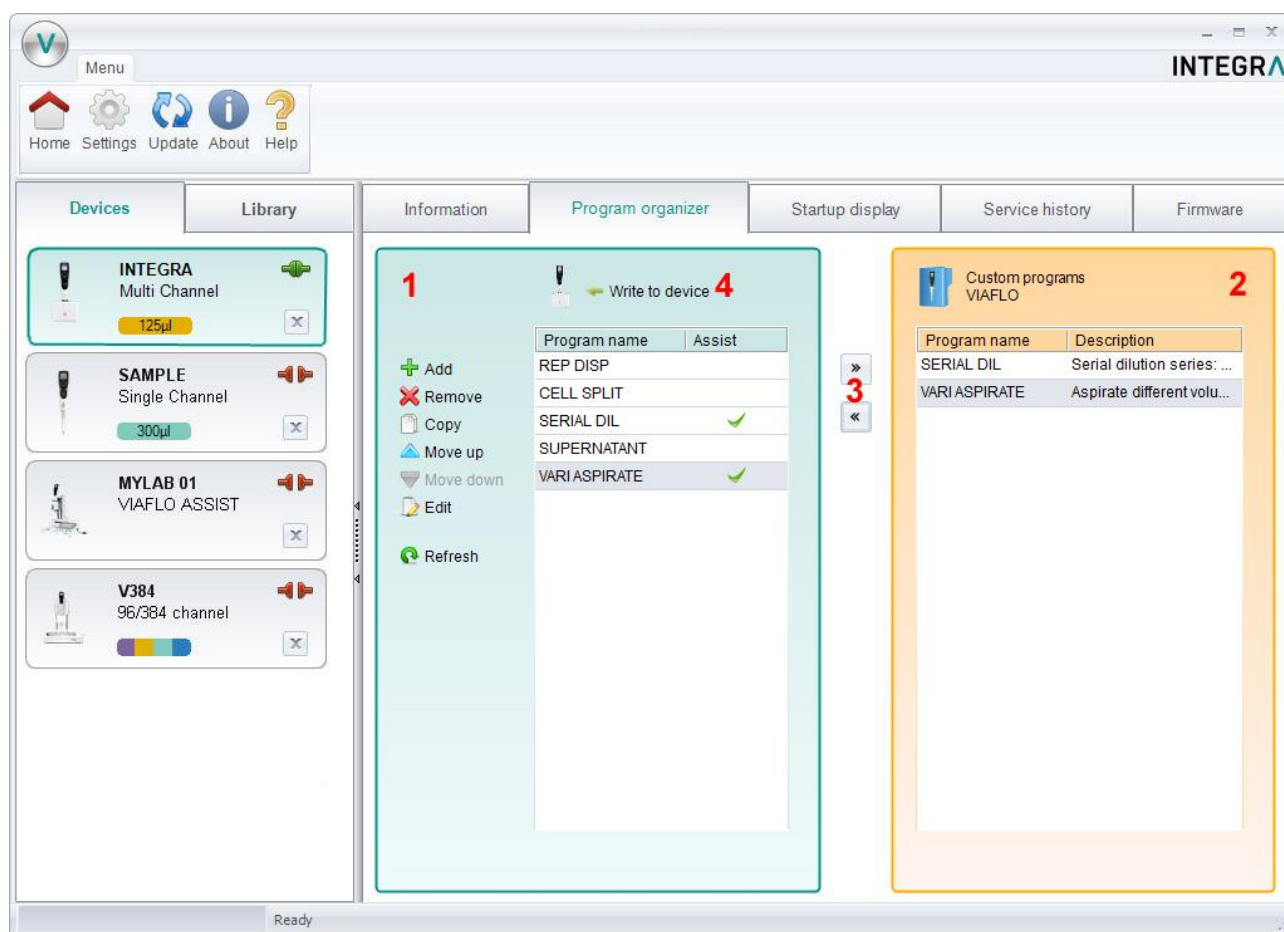 V
Menu
INTEGRA
Home Settings Update About Help
Devices Library
Information Program organizer Startup display Service history Firmware
INTEGRA
Multi Channel
125µl
x
SAMPLE
Single Channel
300µl
x
MYLAB 01
VIAFLO ASSIST
x
V384
96/384 channel
x
1
Write to device 4
Add
Remove
Copy
Move up
Move down
Edit
Refresh
Program name Assist
REP DISP
CELL SPLIT
SERIAL DIL
SUPERNATANT
VARI ASPIRATE
»
3
«
Custom programs
VIAFLO
2
Program name Description
SERIAL DIL Serial dilution series: ...
VARI ASPIRATE Aspirate different volu...
Ready